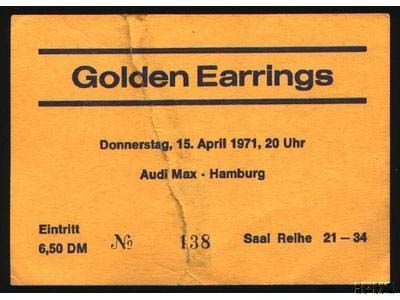 Golden Earrings
Donnerstag, 15. April 1971, 20 Uhr
Audi Max · Hamburg
Eintritt
6,50 DM № 138 Saal Reihe 21 – 34